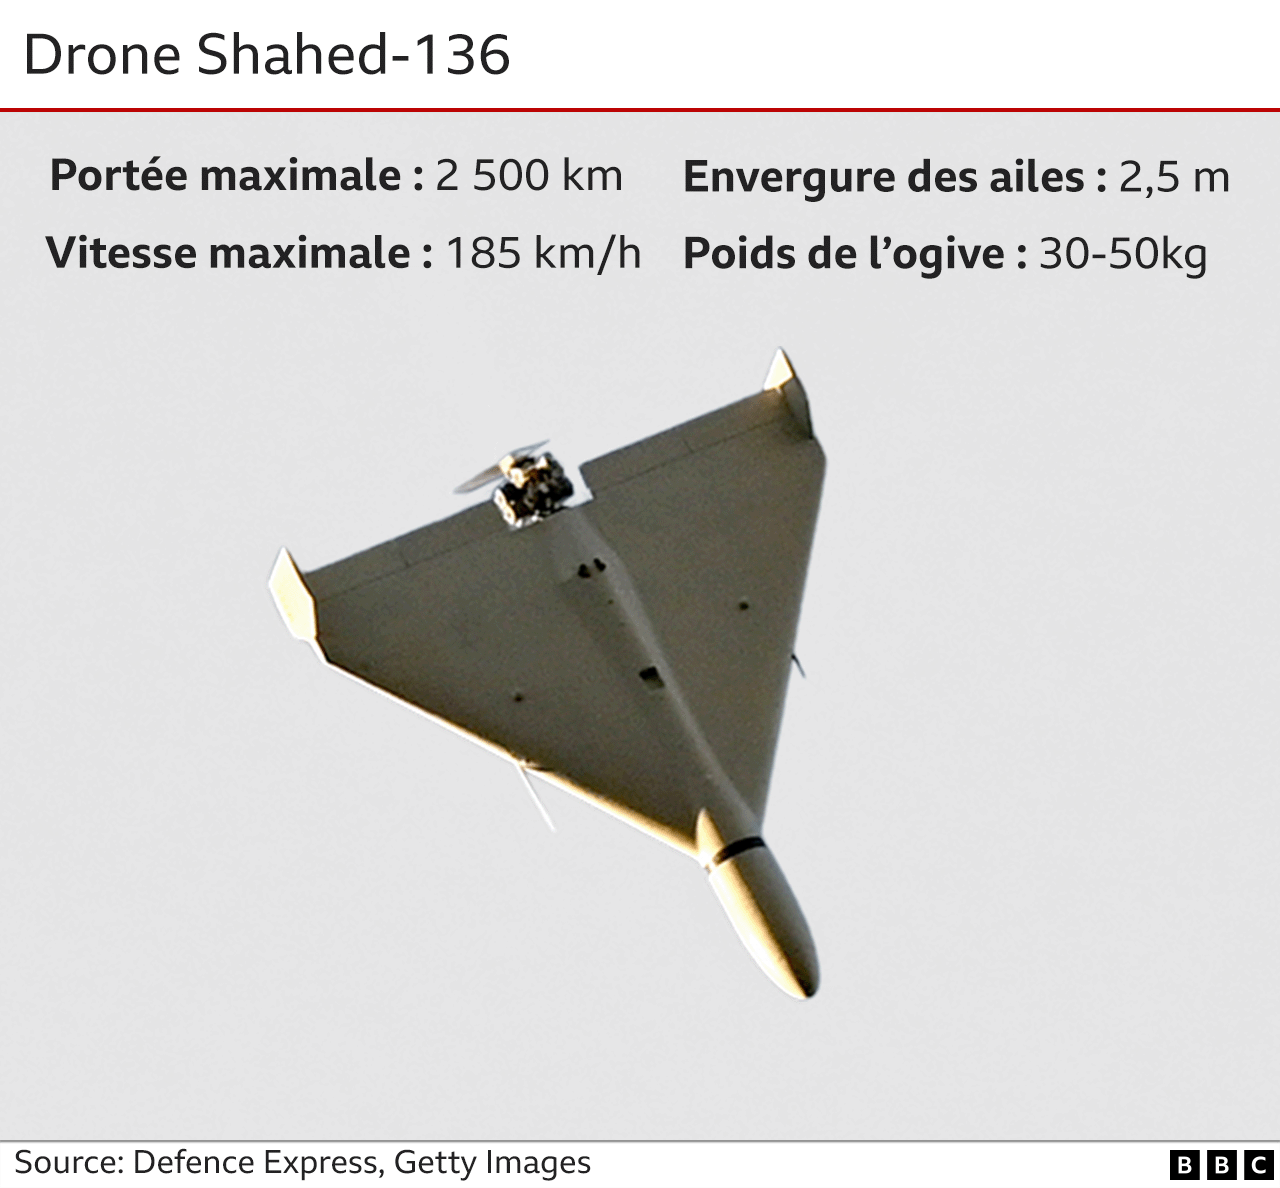 Drone Shahed-136
Portée maximale : 2 500 km
Envergure des ailes : 2,5 m
Vitesse maximale : 185 km/h
Poids de l’ogive : 30-50kg
Source: Defence Express, Getty Images
BBC